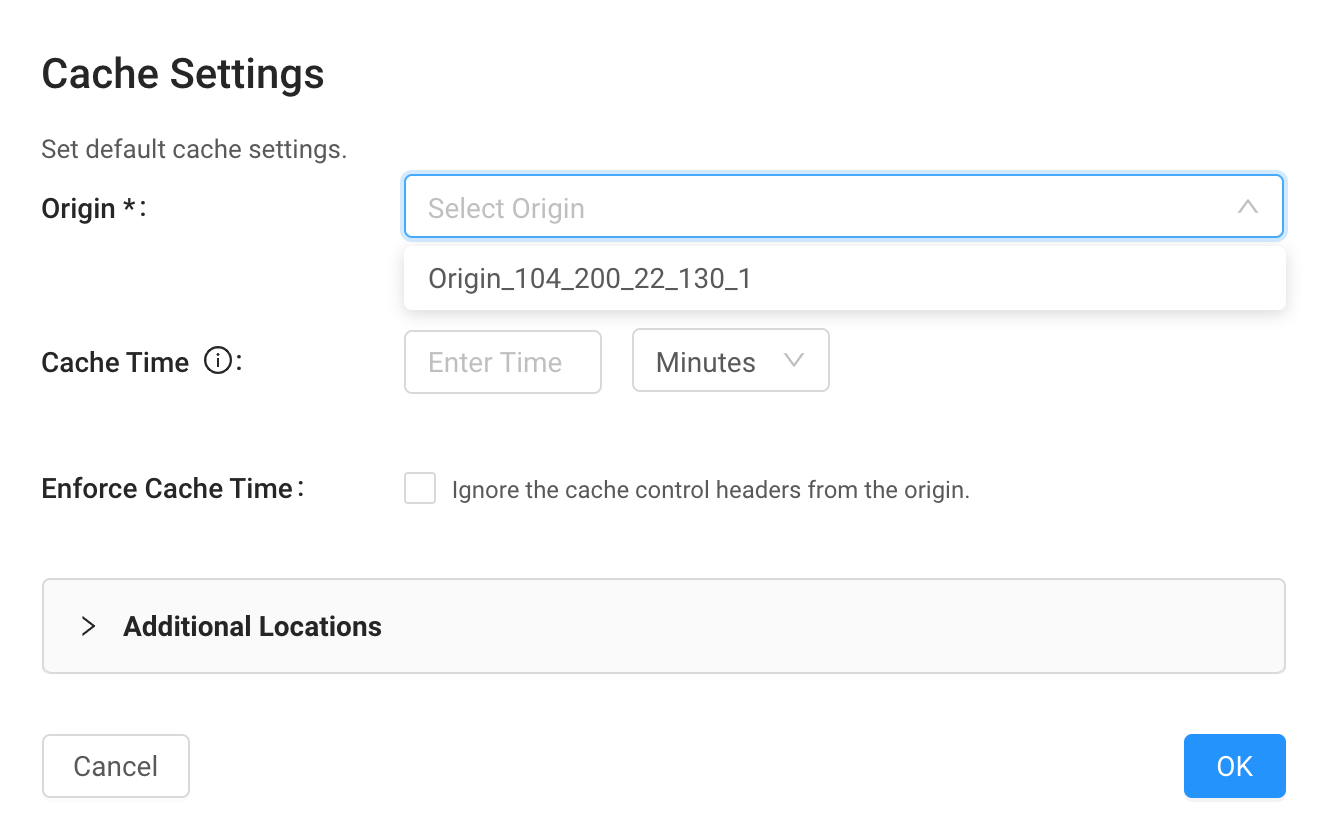 Cache Settings
Set default cache settings.
Origin *:
Select Origin
Origin_104_200_22_130_1
Cache Time ⓘ:
Enter Time
Minutes
Enforce Cache Time:
Ignore the cache control headers from the origin.
Additional Locations
Cancel
OK